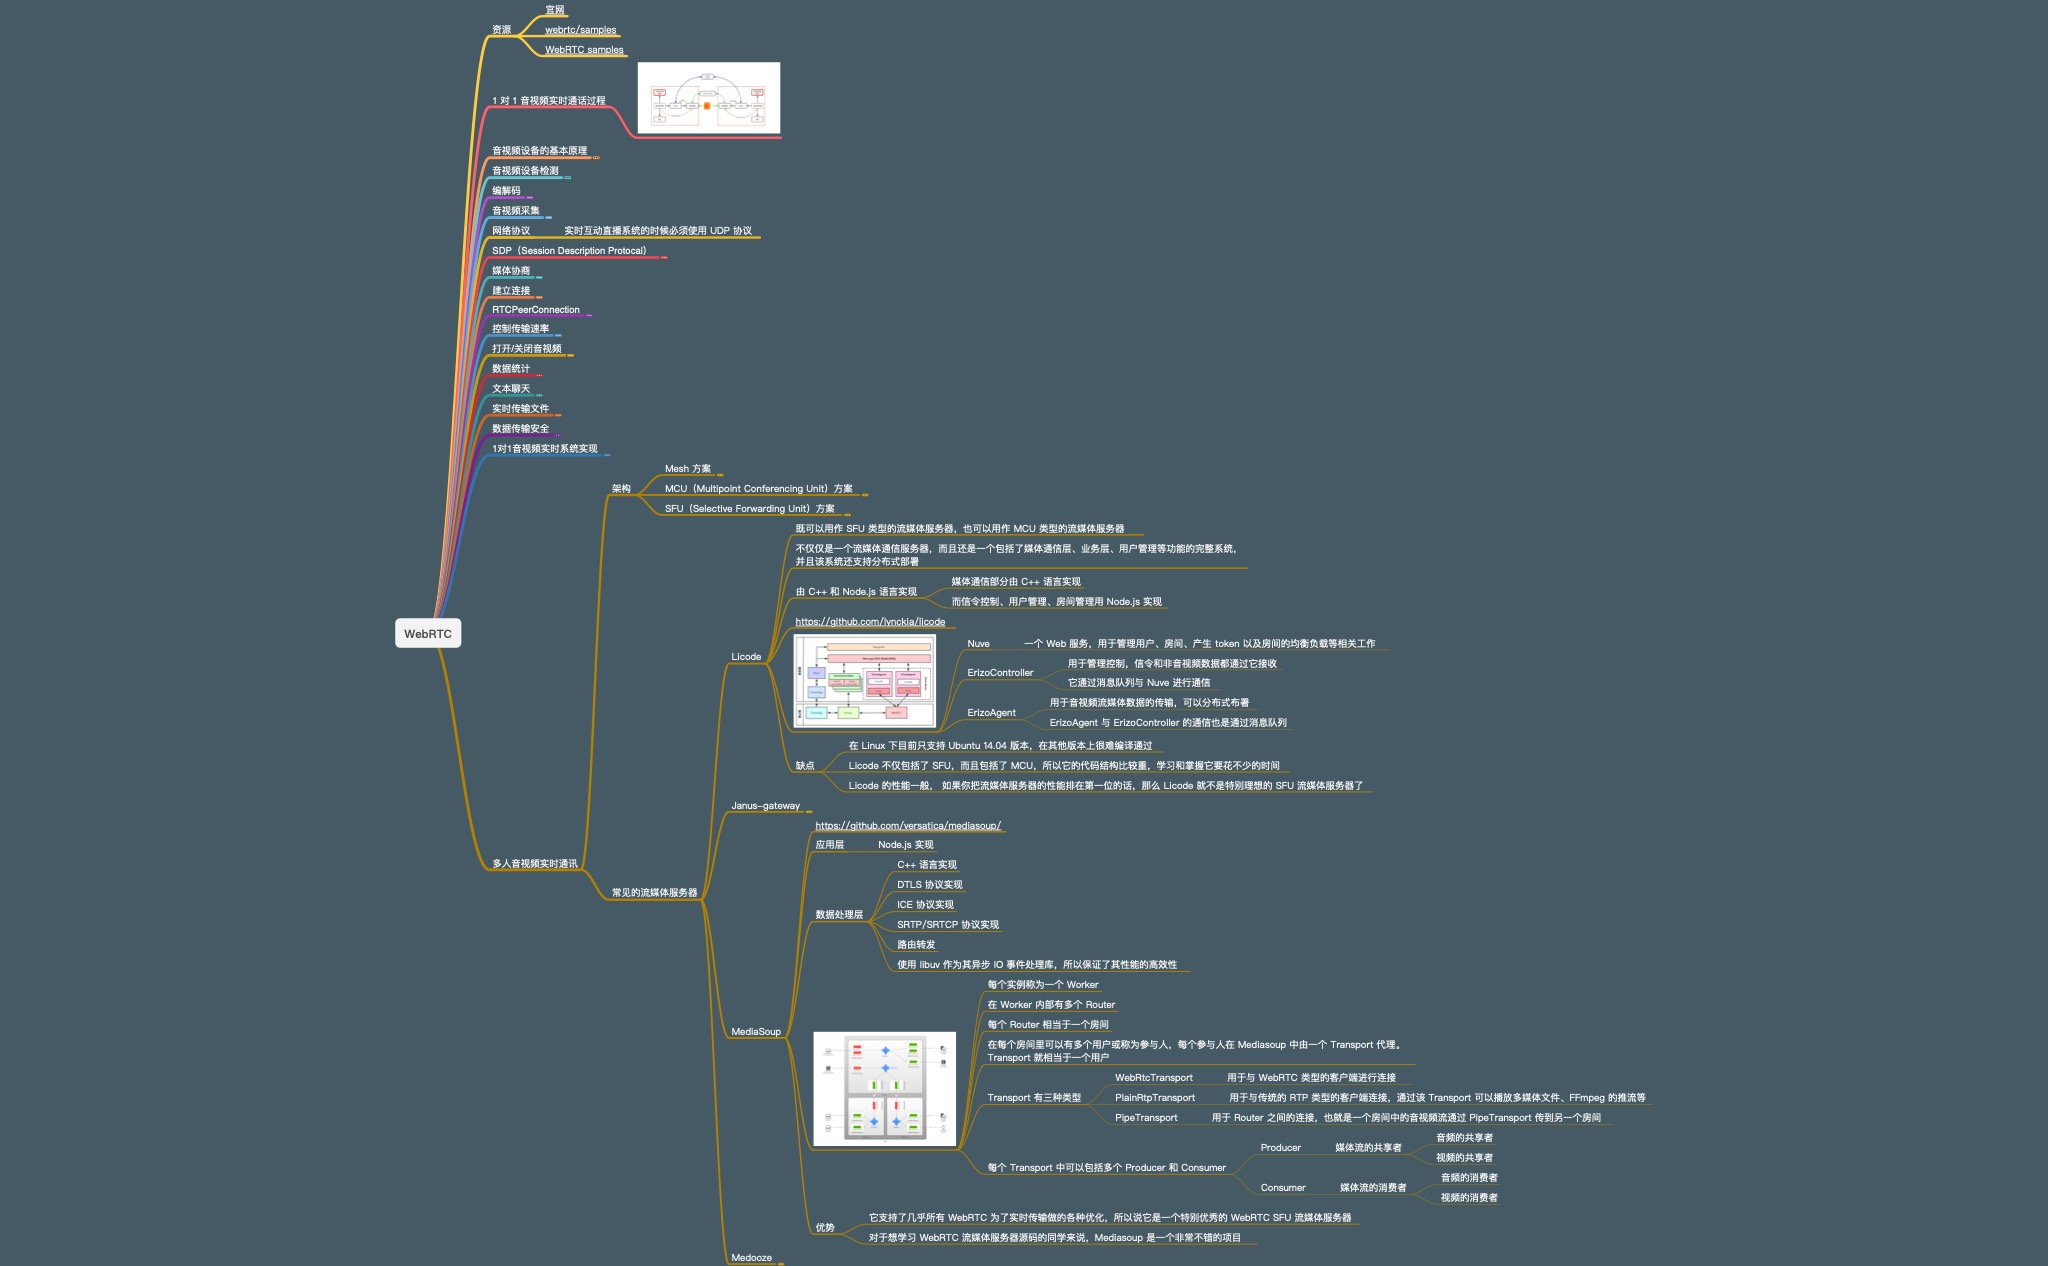 官网
资源
webrtc/samples
WebRTC samples
1 对 1 音视频实时通话过程
音视频设备的基本原理
音视频设备检测
编解码
音视频采集
网络协议
实时互动直播系统的时候必须使用 UDP 协议
SDP（Session Description Protocal）
媒体协商
建立连接
RTCPeerConnection
控制传输速率
打开/关闭音视频
数据统计
文本聊天
实时传输文件
数据传输安全
1对1音视频实时系统实现
Mesh 方案
架构
MCU（Multipoint Conferencing Unit）方案
SFU（Selective Forwarding Unit）方案
既可以用作 SFU 类型的流媒体服务器，也可以用作 MCU 类型的流媒体服务器
不仅仅是一个流媒体通信服务器，而且还是一个包括了媒体通信层、业务层、用户管理等功能的完整系统，
并且该系统还支持分布式部署
由 C++ 和 Node.js 语言实现
媒体通信部分由 C++ 语言实现
而信令控制、用户管理、房间管理用 Node.js 实现
https://github.com/lynckia/licode
WebRTC
Licode
Nuve
一个 Web 服务，用于管理用户、房间、产生 token 以及房间的均衡负载等相关工作
ErizoController
用于管理控制，信令和非音视频数据都通过它接收
它通过消息队列与 Nuve 进行通信
ErizoAgent
用于音视频流媒体数据的传输，可以分布式布署
ErizoAgent 与 ErizoController 的通信也是通过消息队列
缺点
在 Linux 下目前只支持 Ubuntu 14.04 版本，在其他版本上很难编译通过
Licode 不仅包括了 SFU，而且包括了 MCU，所以它的代码结构比较重，学习和掌握它要花不少的时间
Licode 的性能一般， 如果你把流媒体服务器的性能排在第一位的话，那么 Licode 就不是特别理想的 SFU 流媒体服务器了
Janus-gateway
https://github.com/versatica/mediasoup/
应用层
Node.js 实现
多人音视频实时通讯
常见的流媒体服务器
数据处理层
C++ 语言实现
DTLS 协议实现
ICE 协议实现
SRTP/SRTCP 协议实现
路由转发
使用 libuv 作为其异步 IO 事件处理库，所以保证了其性能的高效性
MediaSoup
每个实例称为一个 Worker
在 Worker 内部有多个 Router
每个 Router 相当于一个房间
在每个房间里可以有多个用户或称为参与人，每个参与人在 Mediasoup 中由一个 Transport 代理。
Transport 就相当于一个用户
Transport 有三种类型
WebRtcTransport
用于与 WebRTC 类型的客户端进行连接
PlainRtpTransport
用于与传统的 RTP 类型的客户端连接，通过该 Transport 可以播放多媒体文件、FFmpeg 的推流等
PipeTransport
用于 Router 之间的连接，也就是一个房间中的音视频流通过 PipeTransport 传到另一个房间
每个 Transport 中可以包括多个 Producer 和 Consumer
Producer
媒体流的共享者
音频的共享者
视频的共享者
Consumer
媒体流的消费者
音频的消费者
视频的消费者
优势
它支持了几乎所有 WebRTC 为了实时传输做的各种优化，所以说它是一个特别优秀的 WebRTC SFU 流媒体服务器
对于想学习 WebRTC 流媒体服务器源码的同学来说，Mediasoup 是一个非常不错的项目
Medooze